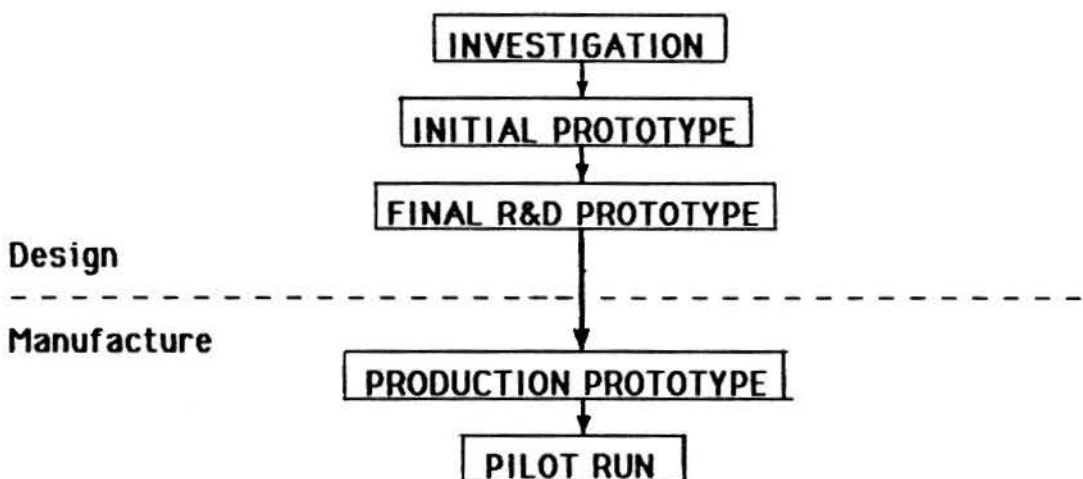 INVESTIGATION
INITIAL PROTOTYPE
FINAL R&D PROTOTYPE
Design
Manufacture
PRODUCTION PROTOTYPE
PILOT RUN